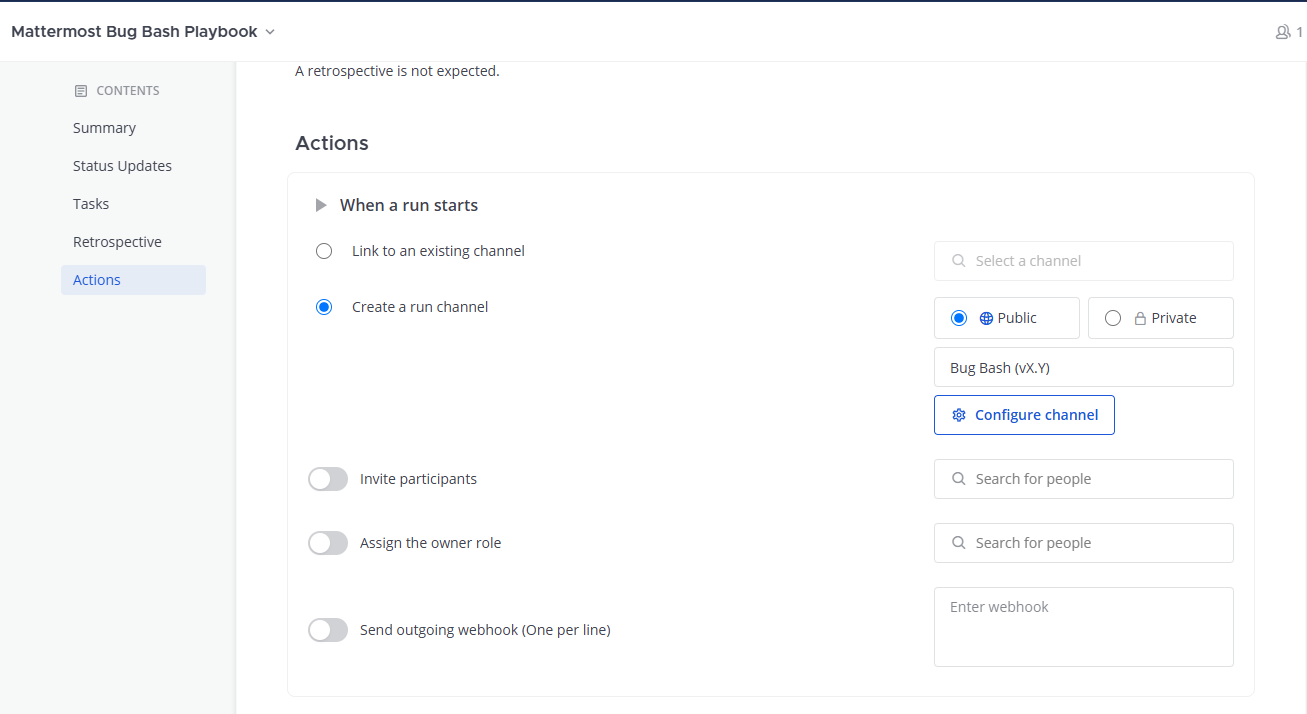 Mattermost Bug Bash Playbook
1
CONTENTS
Summary
Status Updates
Tasks
Retrospective
Actions
A retrospective is not expected.
Actions
When a run starts
Link to an existing channel
Select a channel
Create a run channel
Public
Private
Bug Bash (vX.Y)
Configure channel
Invite participants
Search for people
Assign the owner role
Search for people
Send outgoing webhook (One per line)
Enter webhook